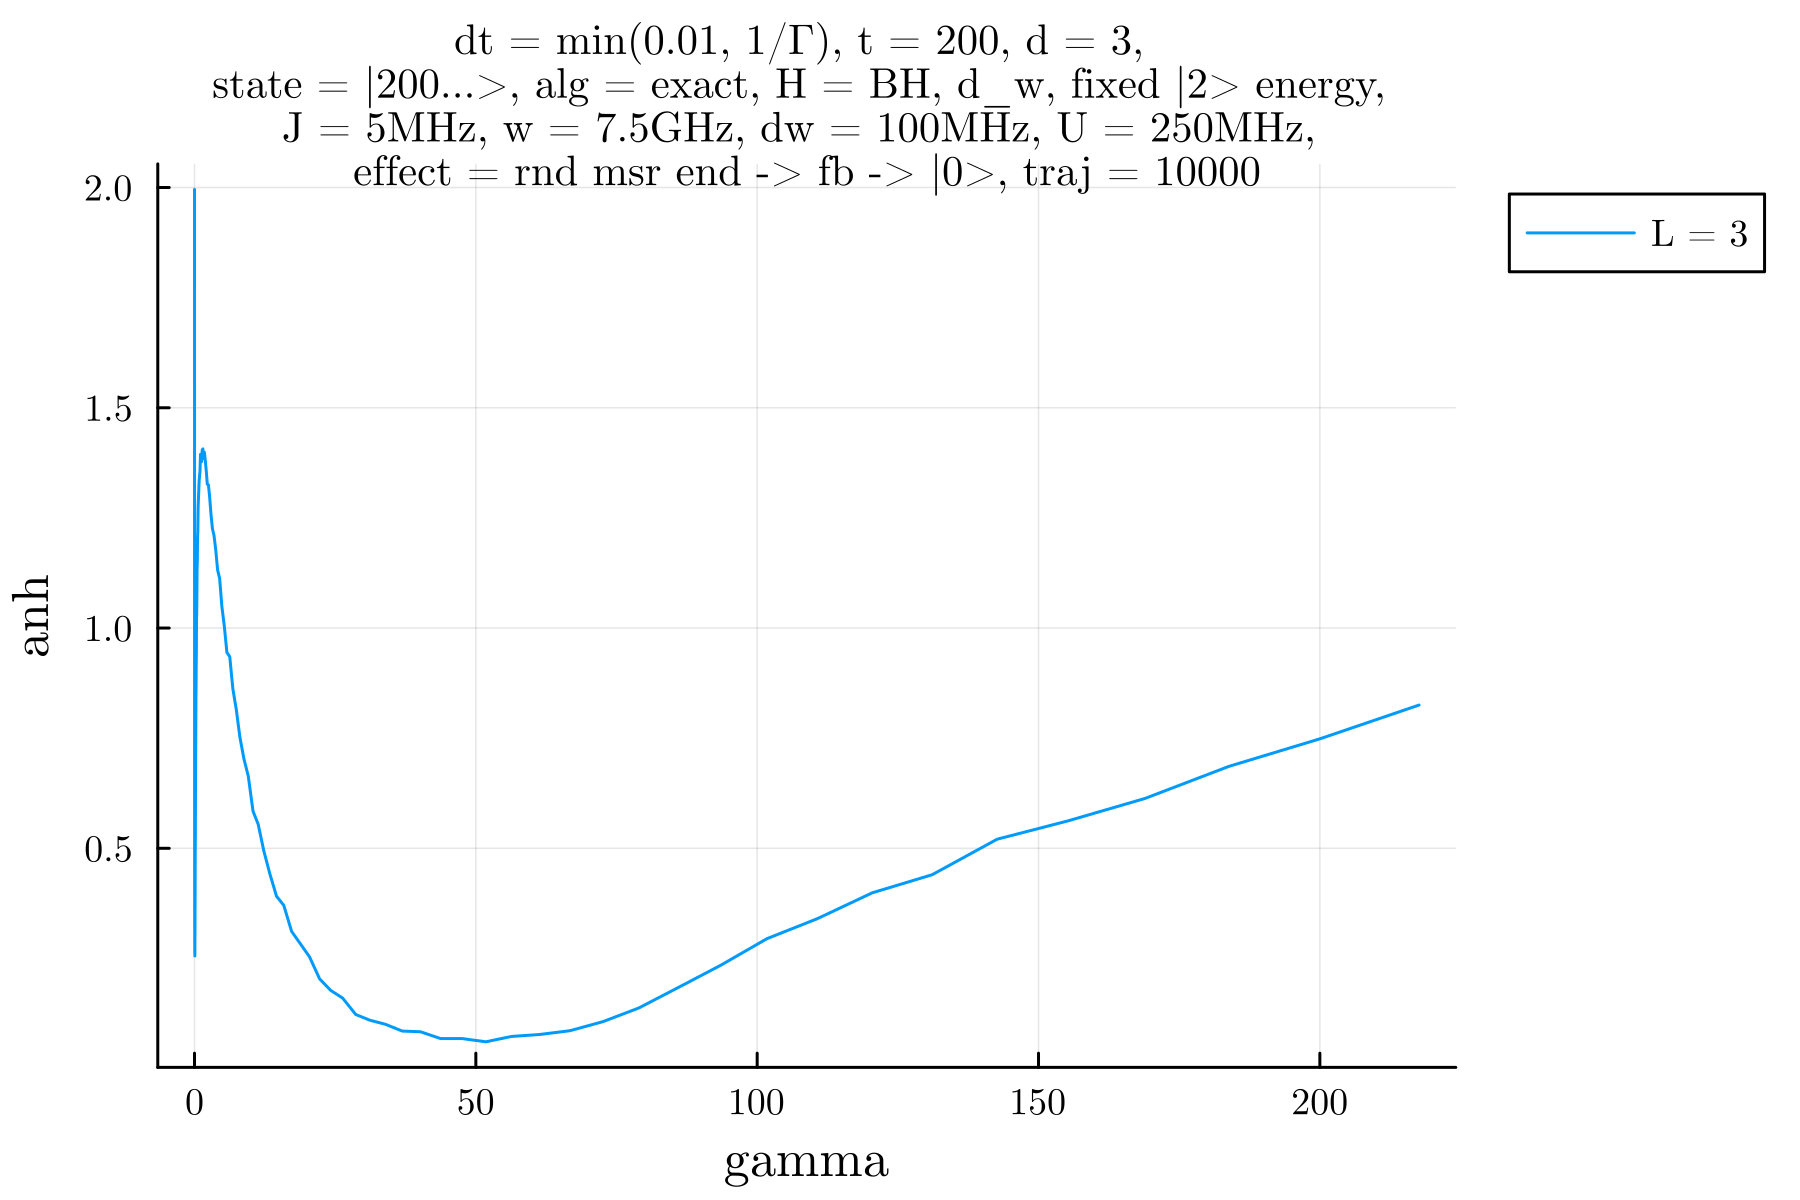 dt = min(0.01, 1/Γ), t = 200, d = 3,
state = |200...>, alg = exact, H = BH, d_w, fixed |2> energy,
J = 5MHz, w = 7.5GHz, dw = 100MHz, U = 250MHz,
effect = rnd msr end -> fb -> |0>, traj = 10000
2.0
1.5
1.0
0.5
anh
L = 3
0 50 100 150 200
gamma